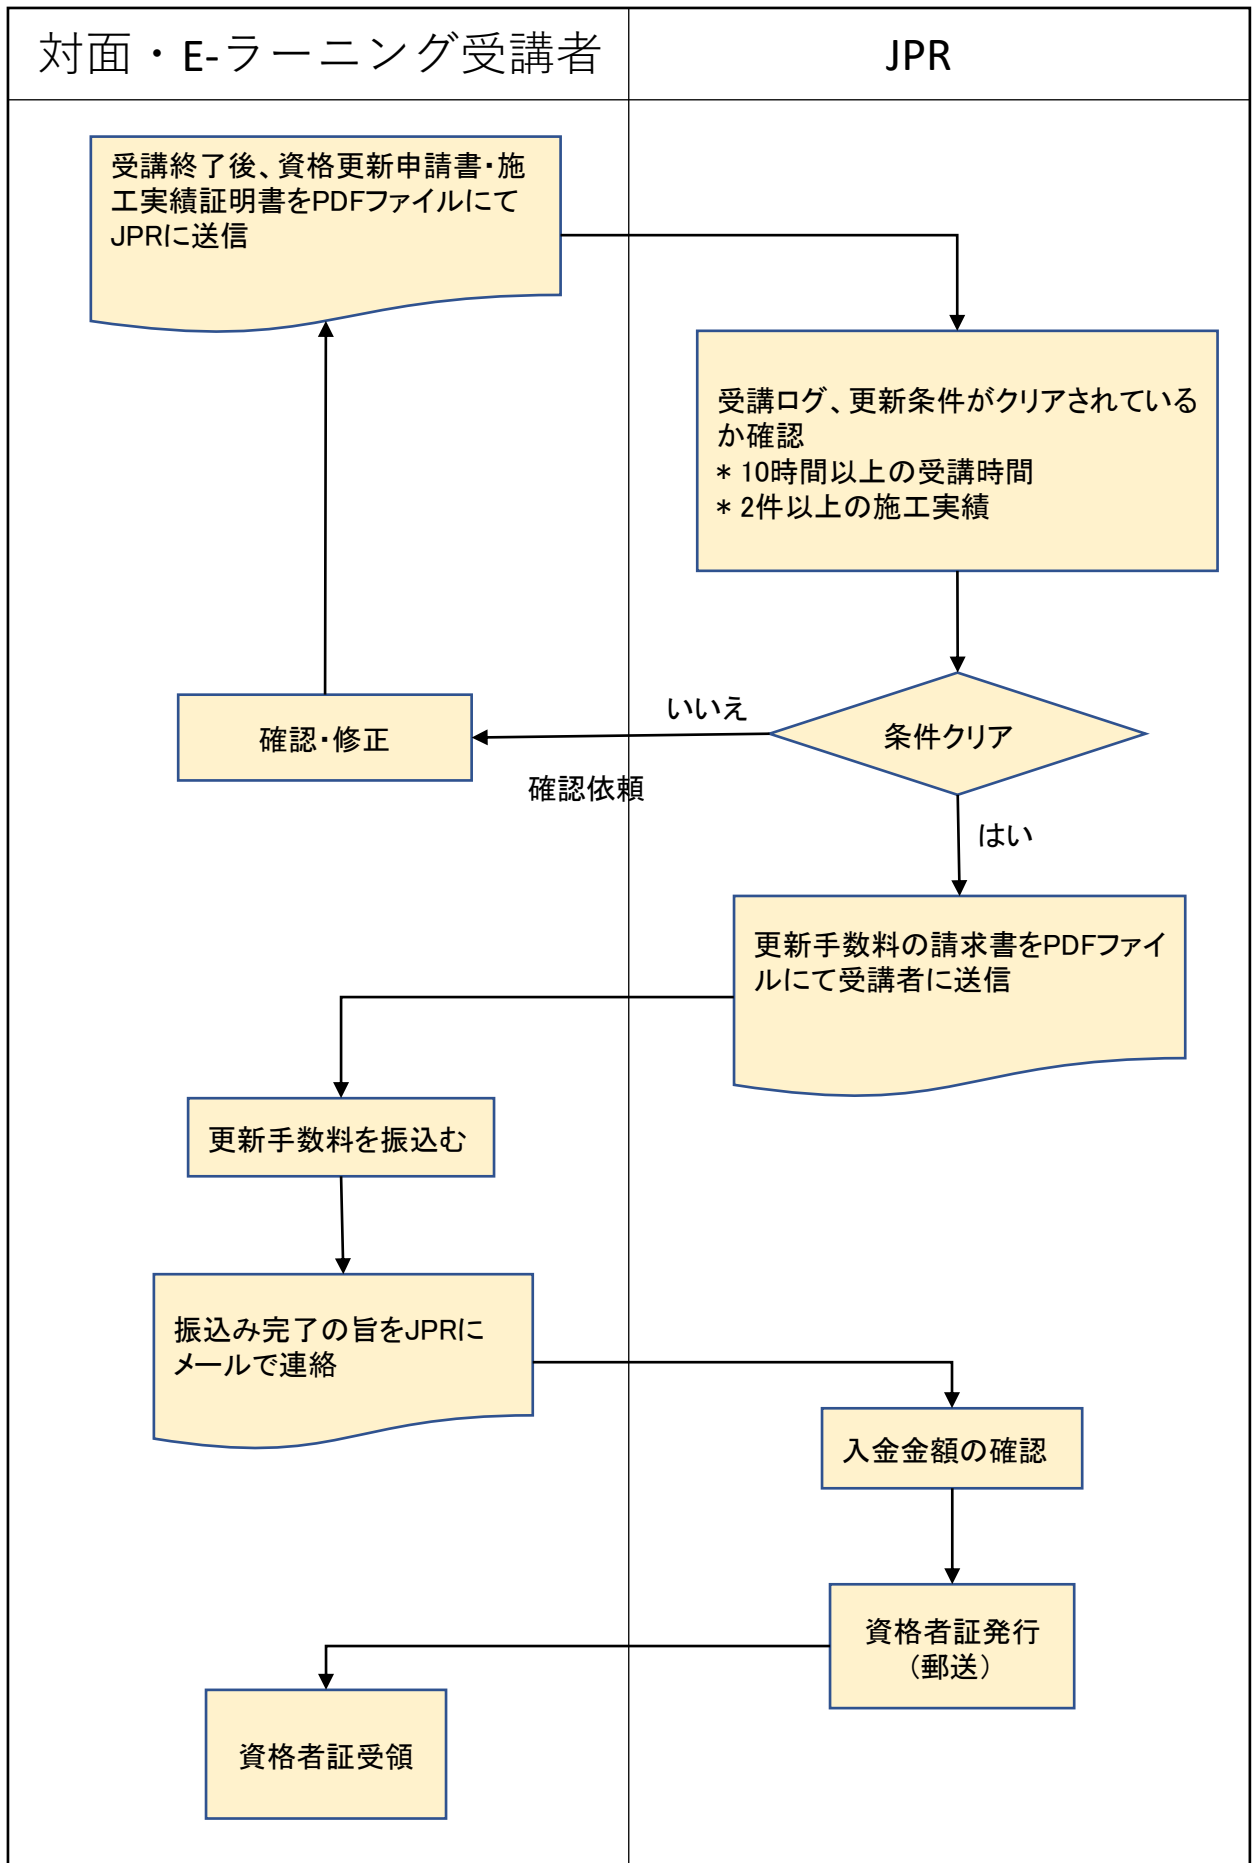 対面・E-ラーニング受講者
JPR
受講終了後、資格更新申請書・施
工実績証明書をPDFファイルにて
JPRに送信
受講ログ、更新条件がクリアされている
か確認
＊10時間以上の受講時間
＊2件以上の施工実績
条件クリア
いいえ
確認依頼
確認・修正
はい
更新手数料の請求書をPDFファイ
ルにて受講者に送信
更新手数料を振込む
振込み完了の旨をJPRに
メールで連絡
入金金額の確認
資格者証発行
（郵送）
資格者証受領